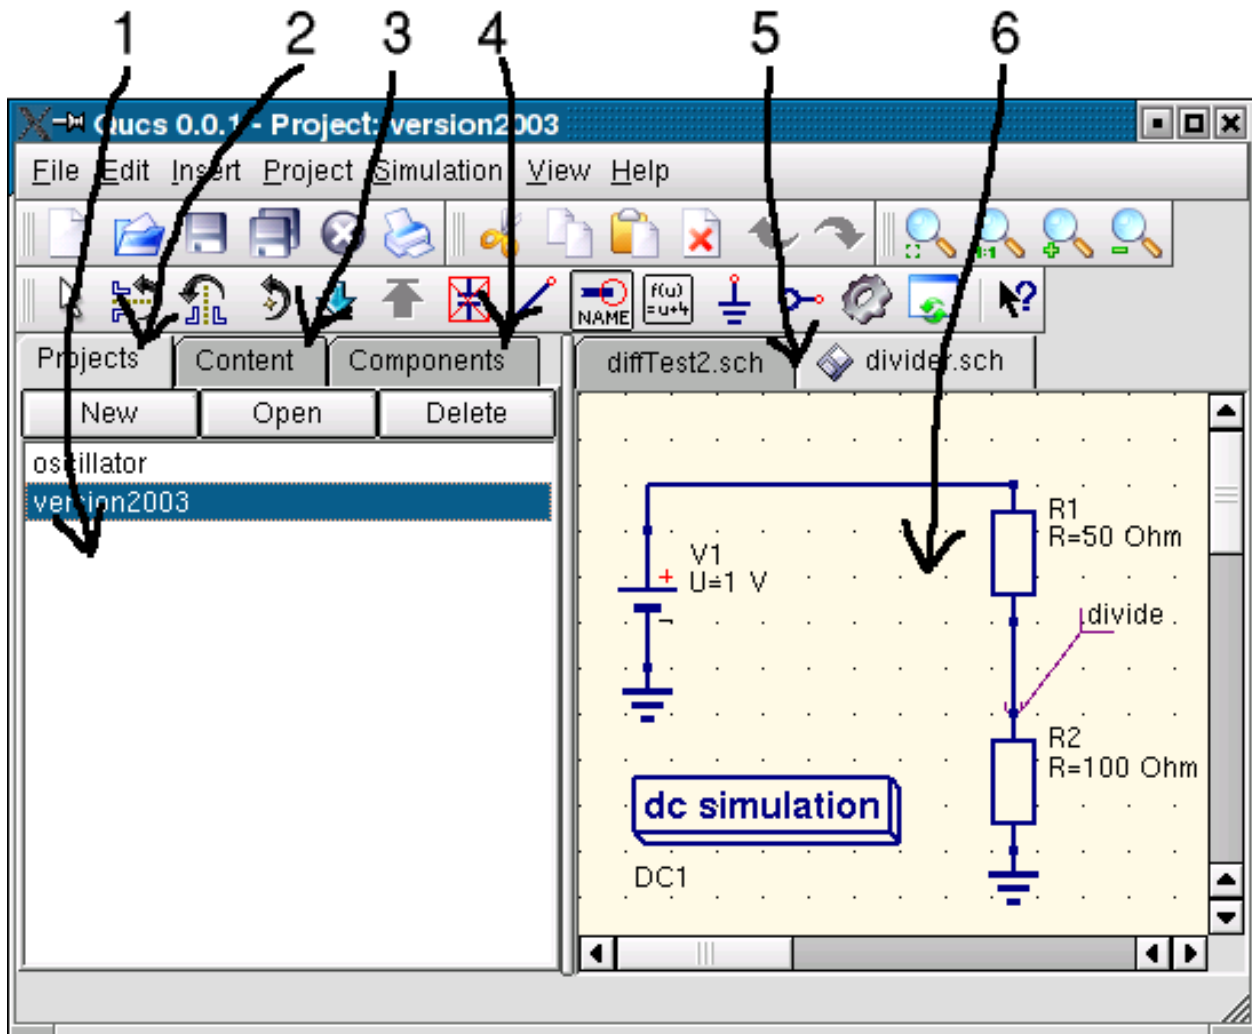 1 2 3 4 5 6
Qucs 0.0.1 - Project: version2003
File Edit Insert Project Simulation View Help
1:1
NAME
f(u)
=u+4
?
Projects Content Components diffTest2.sch divider.sch
New Open Delete
oscillator
version2003
R1
R=50 Ohm
V1
+
U=1 V
-
divide
R2
R=100 Ohm
dc simulation
DC1